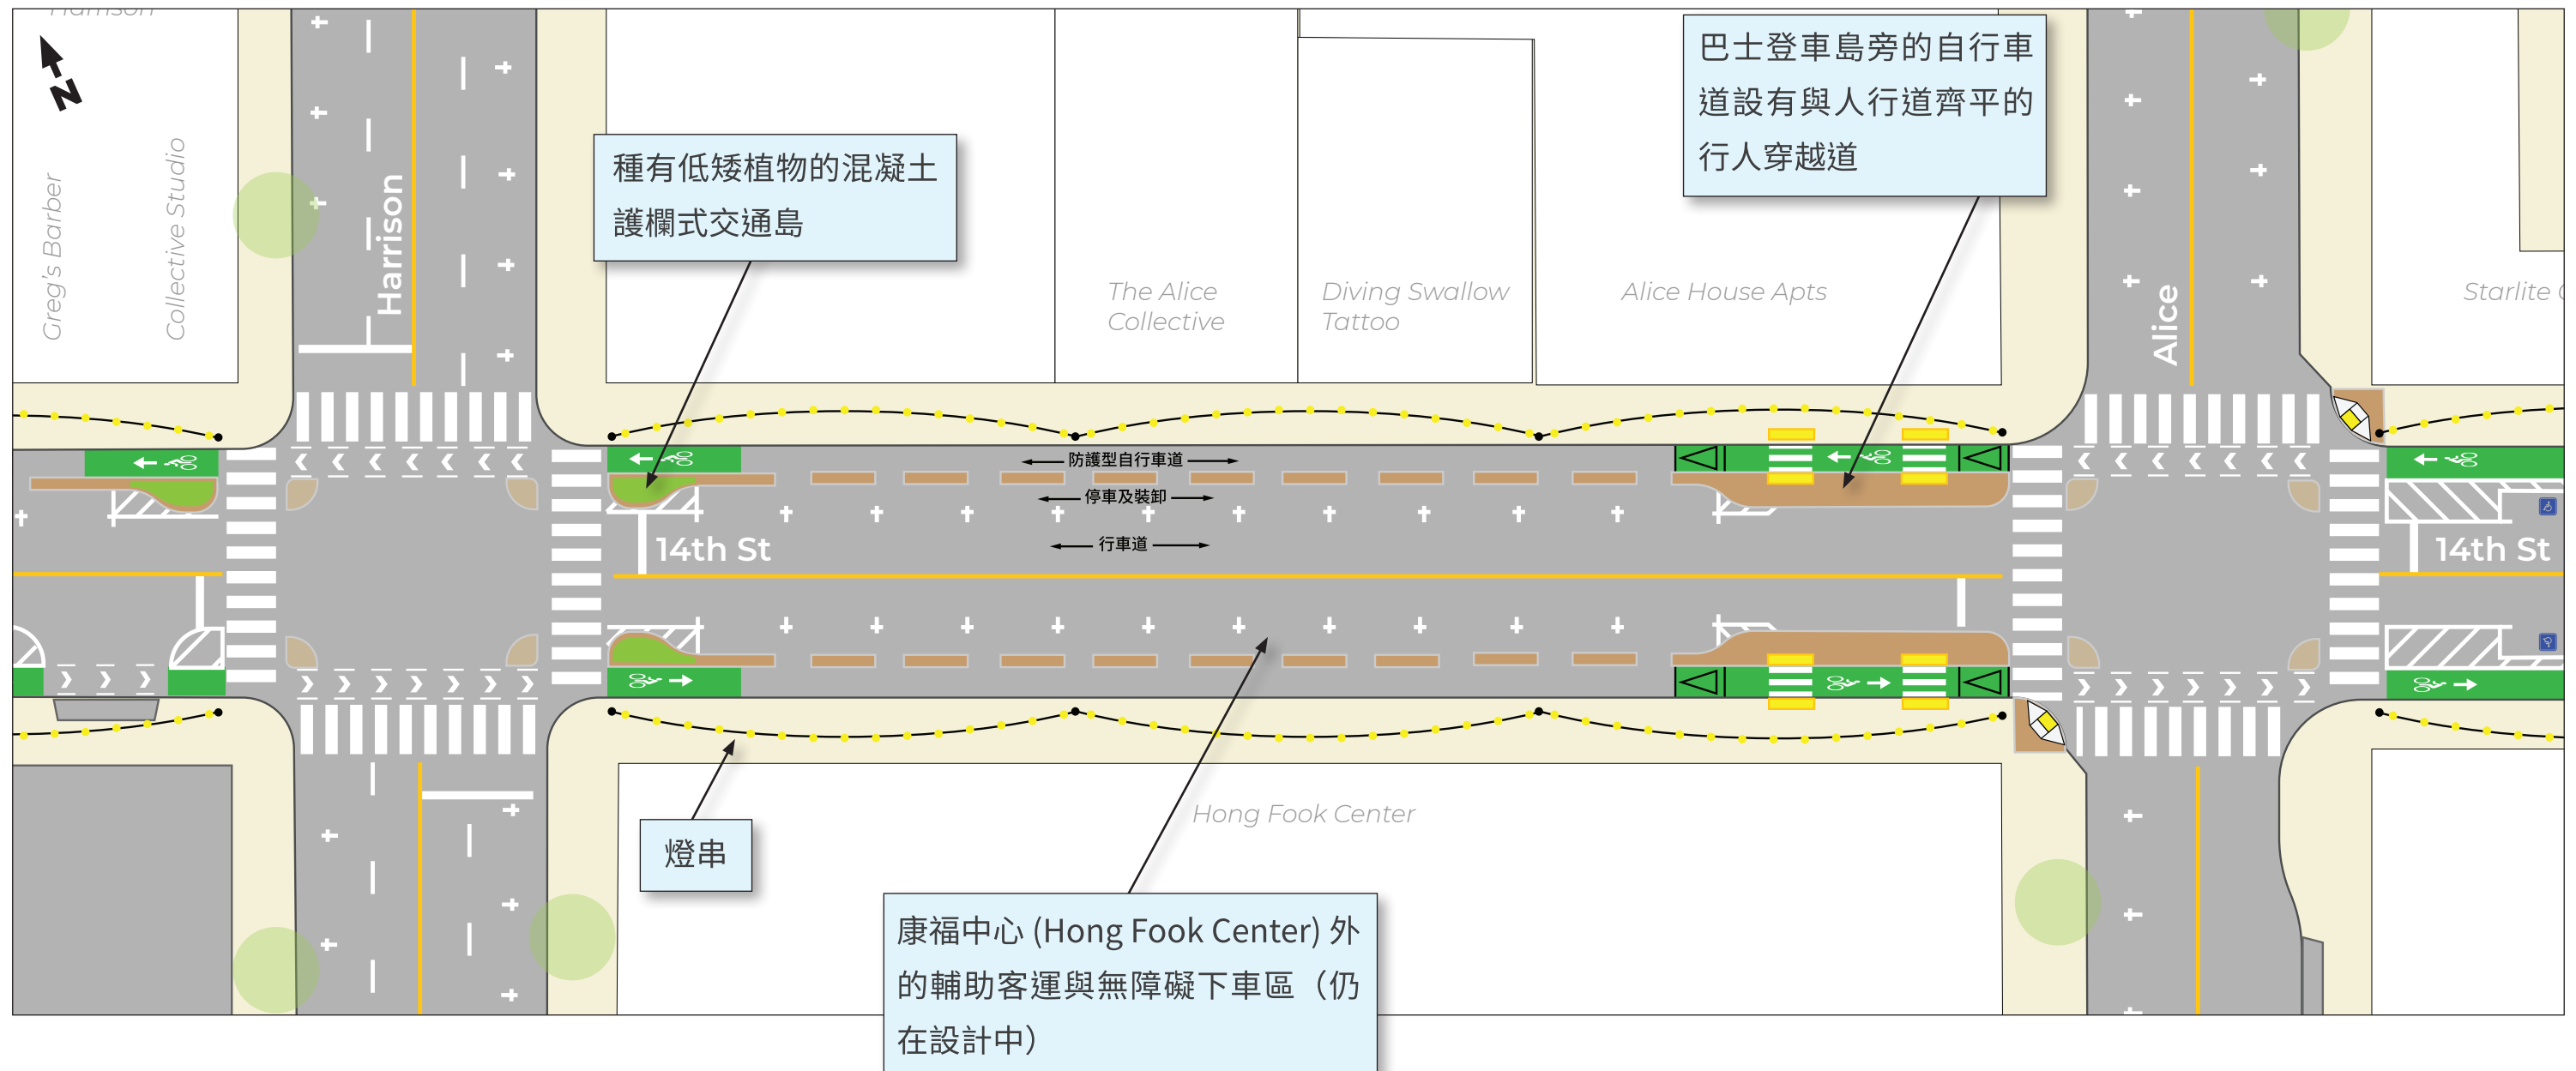 Harrison
N
Greg's Barber
Collective Studio
Harrison
種有低矮植物的混凝土
護欄式交通島
巴士登車島旁的自行車
道設有與人行道齊平的
行人穿越道
The Alice
Collective
Diving Swallow
Tattoo
Alice House Apts
Alice
Starlite
防護型自行車道
停車及裝卸
行車道
14th St
14th St
燈串
Hong Fook Center
康福中心 (Hong Fook Center) 外
的輔助客運與無障礙下車區（仍
在設計中）